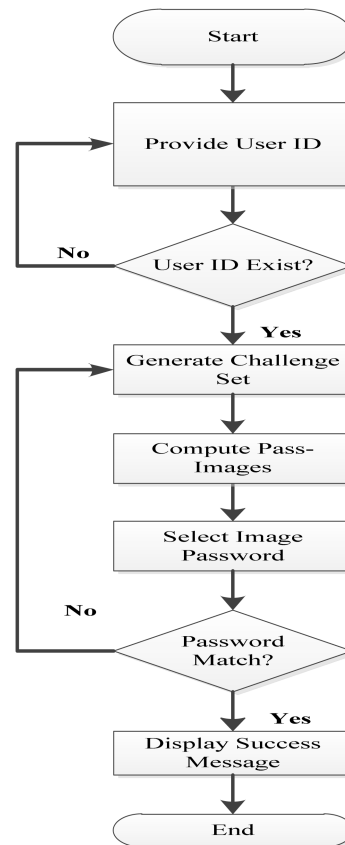 Start
Provide User ID
No
User ID Exist?
Yes
Generate Challenge
Set
Compute Pass-
Images
Select Image
Password
No
Password
Match?
Yes
Display Success
Message
End